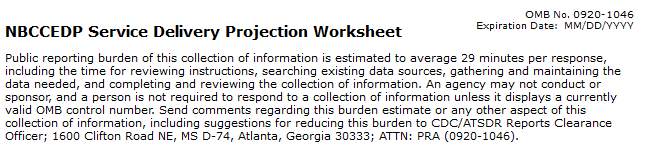 OMB No. 0920-1046
NBCCEDP Service Delivery Projection Worksheet
Expiration Date: MM/DD/YYYY
Public reporting burden of this collection of information is estimated to average 29 minutes per response,
including the time for reviewing instructions, searching existing data sources, gathering and maintaining the
data needed, and completing and reviewing the collection of information. An agency may not conduct or
sponsor, and a person is not required to respond to a collection of information unless it displays a currently
valid OMB control number. Send comments regarding this burden estimate or any other aspect of this
collection of information, including suggestions for reducing this burden to CDC/ATSDR Reports Clearance
Officer; 1600 Clifton Road NE, MS D-74, Atlanta, Georgia 30333; ATTN: PRA (0920-1046).